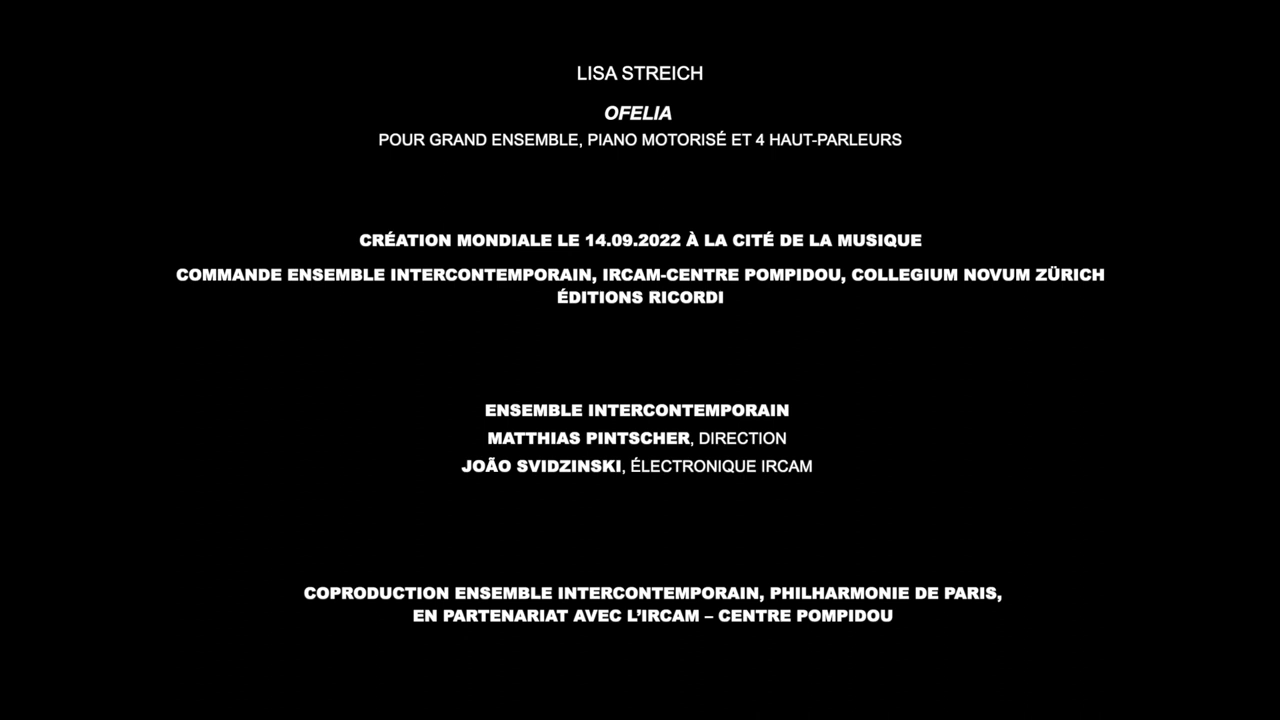 LISA STREICH
OFELIA
POUR GRAND ENSEMBLE, PIANO MOTORISÉ ET 4 HAUT-PARLEURS
CRÉATION MONDIALE LE 14.09.2022 À LA CITÉ DE LA MUSIQUE
COMMANDE ENSEMBLE INTERCONTEMPORAIN, IRCAM-CENTRE POMPIDOU, COLLEGIUM NOVUM ZÜRICH
ÉDITIONS RICORDI
ENSEMBLE INTERCONTEMPORAIN
MATTHIAS PINTSCHER, DIRECTION
JOÃO SVIDZINSKI, ÉLECTRONIQUE IRCAM
COPRODUCTION ENSEMBLE INTERCONTEMPORAIN, PHILHARMONIE DE PARIS,
EN PARTENARIAT AVEC L’IRCAM – CENTRE POMPIDOU